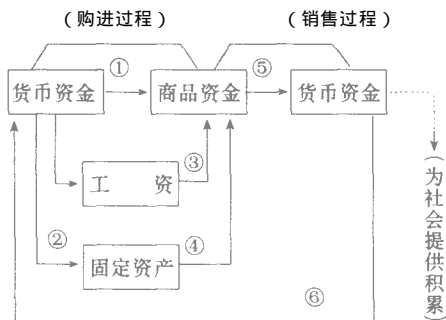 （购进过程）
（销售过程）
货币资金
①
商品资金
⑤
货币资金
工资
③
②
固定资产
④
⑥
（为社会提供积累）